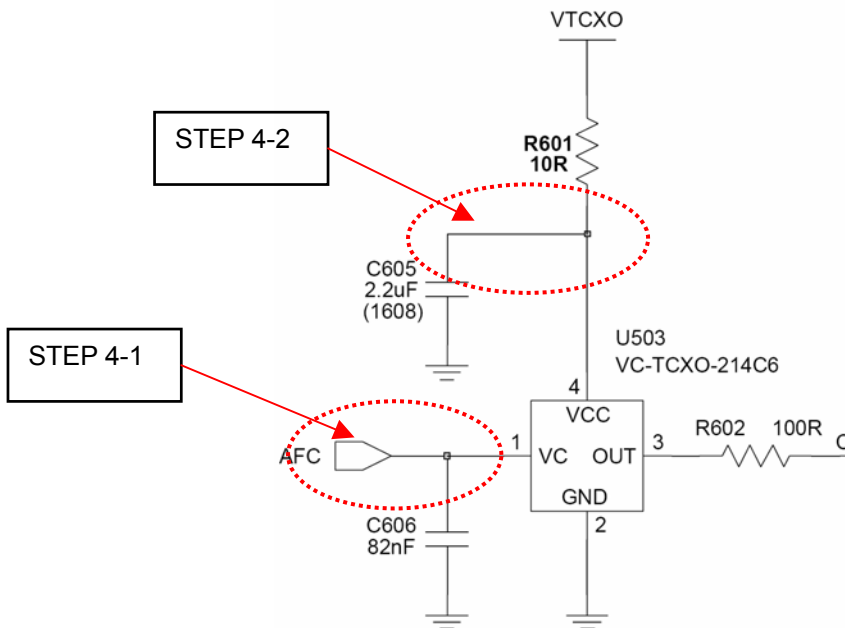 VTCXO
STEP 4-2
R601
10R
C605
2.2uF
(1608)
STEP 4-1
U503
VC-TCXO-214C6
4
VCC
AFC
1
VC
OUT
3
R602
100R
GND
2
C606
82nF